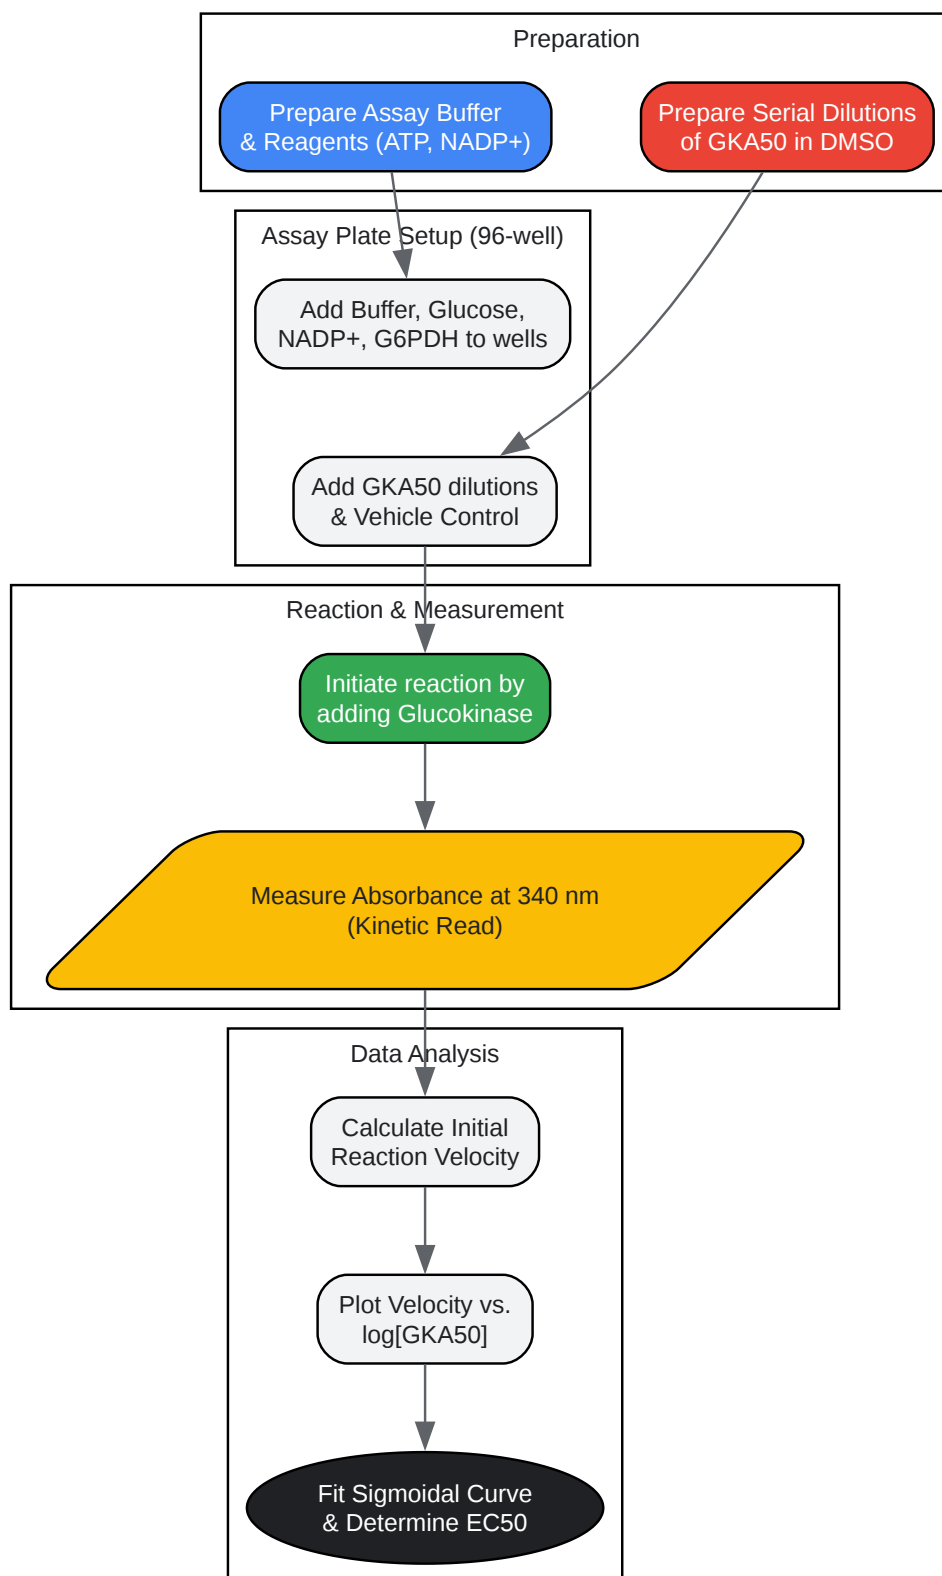 Preparation
Prepare Assay Buffer
& Reagents (ATP, NADP+)
Prepare Serial Dilutions
of GKA50 in DMSO
Assay Plate Setup (96-well)
Add Buffer, Glucose,
NADP+, G6PDH to wells
Add GKA50 dilutions
& Vehicle Control
Reaction & Measurement
Initiate reaction by
adding Glucokinase
Measure Absorbance at 340 nm
(Kinetic Read)
Data Analysis
Calculate Initial
Reaction Velocity
Plot Velocity vs.
log[GKA50]
Fit Sigmoidal Curve
& Determine EC50